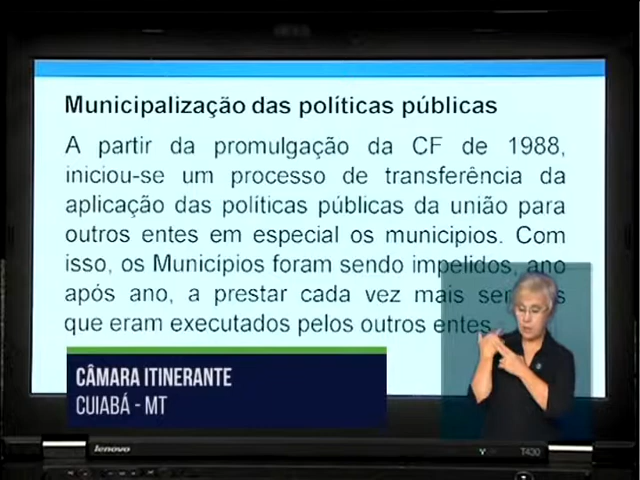 Municipalização das políticas públicas
A partir da promulgação da CF de 1988,
iniciou-se um processo de transferência da
aplicação das políticas públicas da união para
outros entes em especial os municipios. Com
isso, os Municípios foram sendo impelidos, ano
após ano, a prestar cada vez mais
que eram executados pelos outros entes.
CÂMARA ITINERANTE
CUIABÁ - MT
lenovo
T430